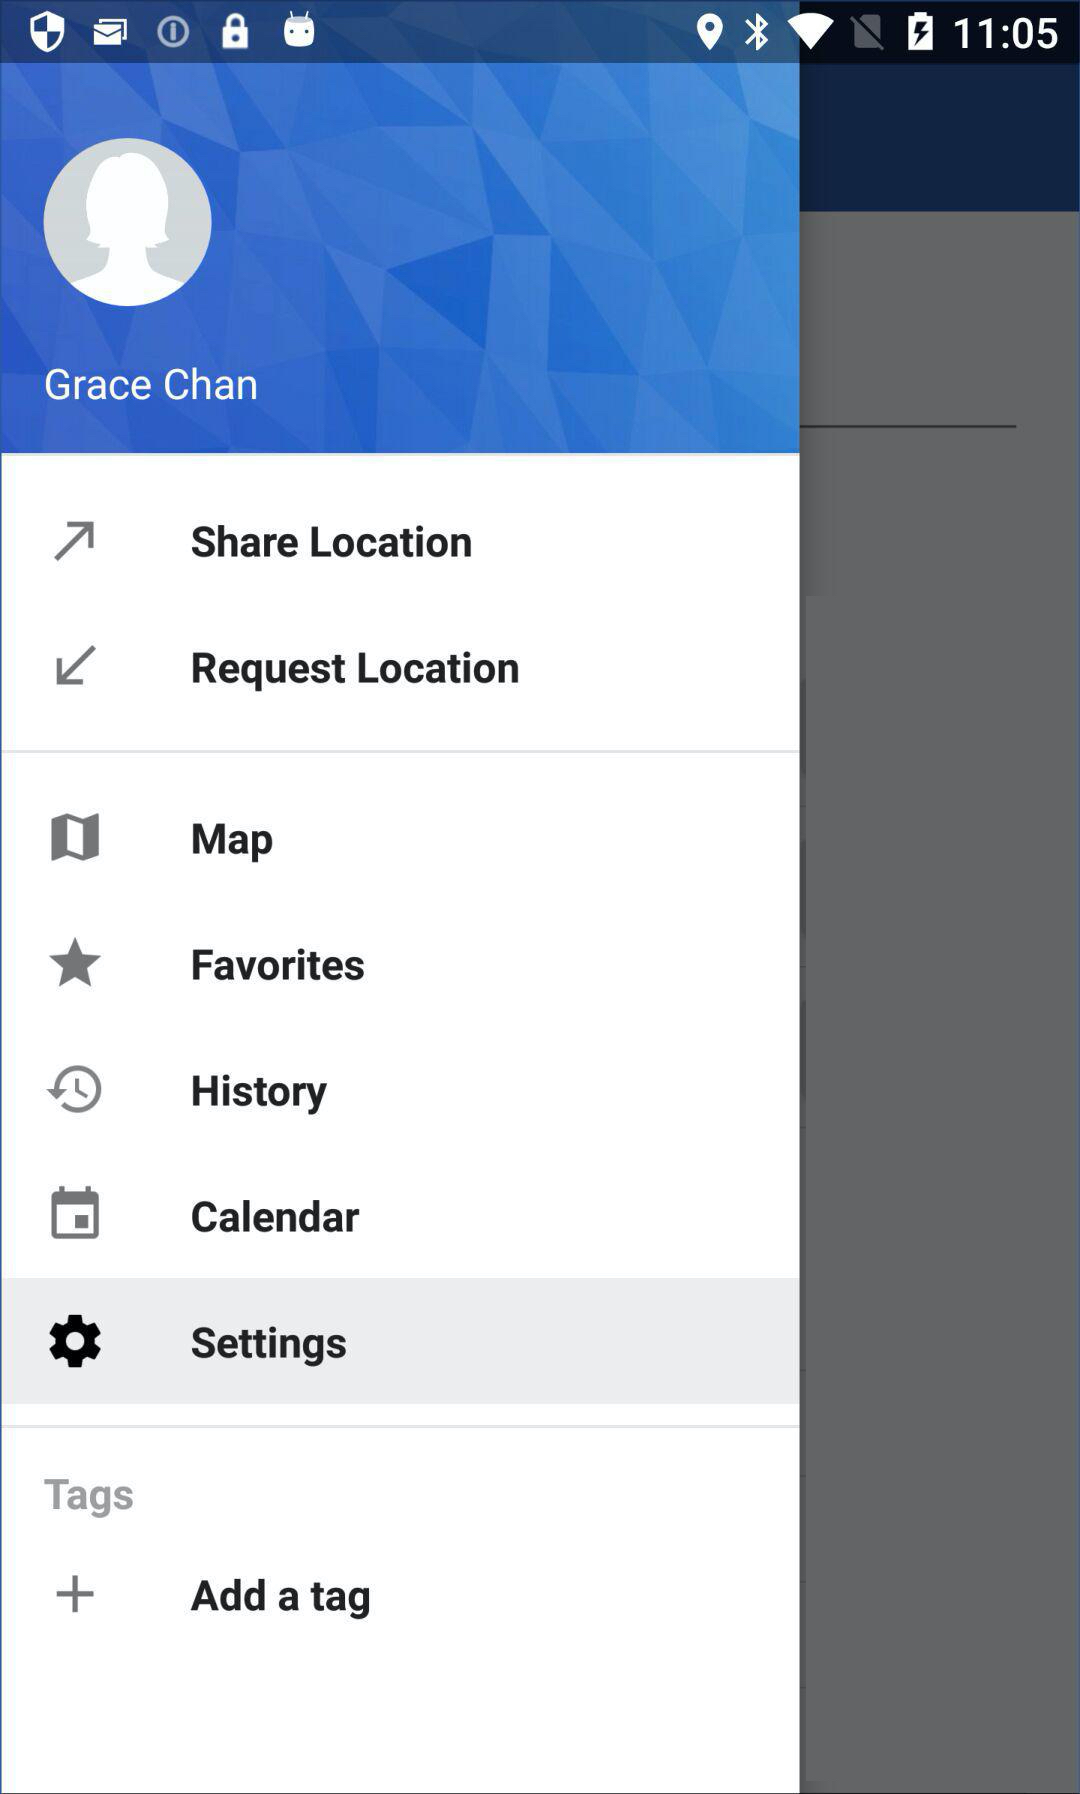 11:05
Grace Chan
Share Location
Request Location
Map
Favorites
History
Calendar
Settings
Tags
Add a tag